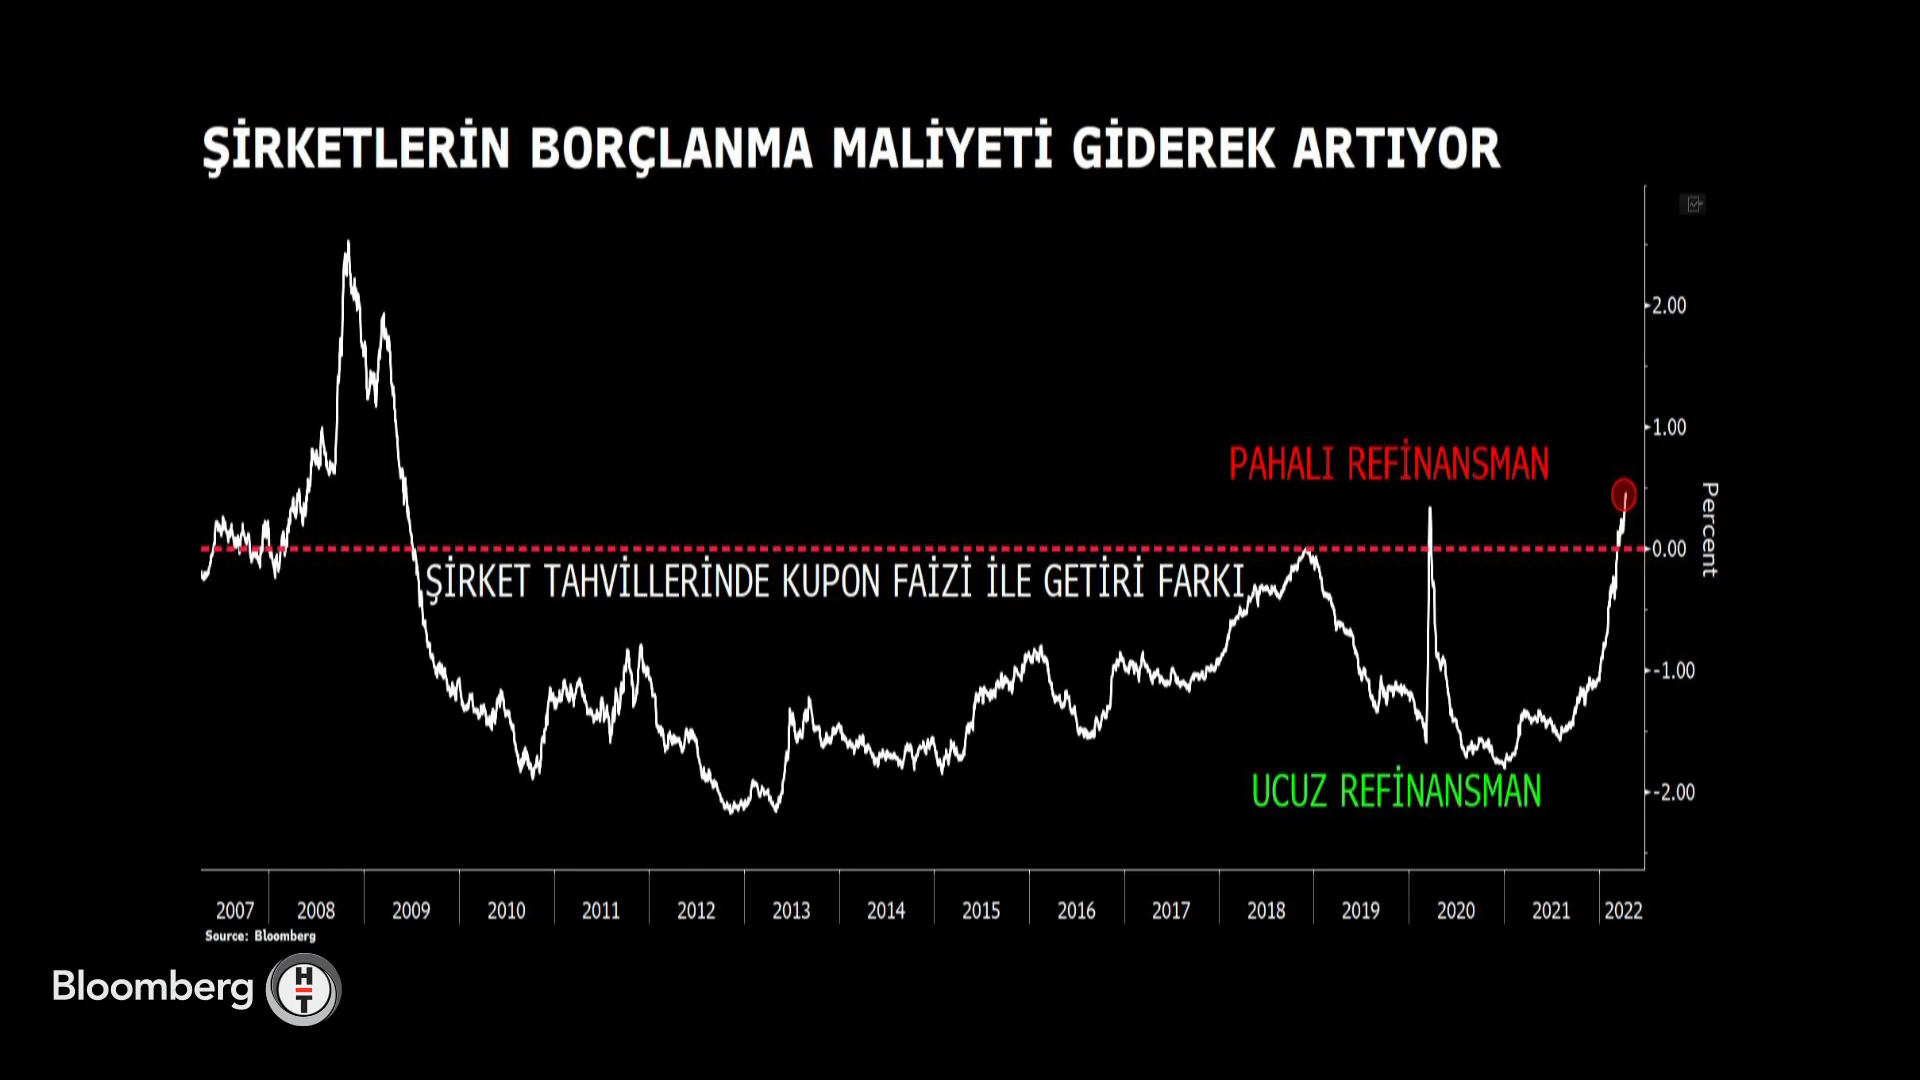 ŞİRKETLERİN BORÇLANMA MALİYETİ GİDEREK ARTIYOR
2.00
1.00
PAHALI REFİNANSMAN
Percent
0.00
ŞİRKET TAHVİLLERİNDE KUPON FAİZİ İLE GETİRİ FARKI
-1.00
UCUZ REFİNANSMAN
-2.00
2007 2008 2009 2010 2011 2012 2013 2014 2015 2016 2017 2018 2019 2020 2021 2022
Source: Bloomberg
Bloomberg HT